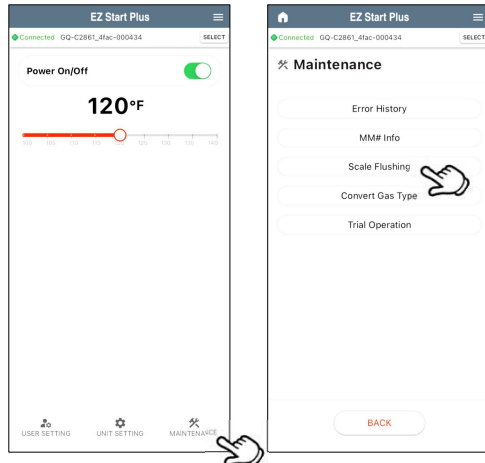 EZ Start Plus
Connected GQ-C2861_4fac-000434 SELECT
Power On/Off
120°F
100 105 110 115 120 125 130 135 140
USER SETTING UNIT SETTING MAINTENANCE
EZ Start Plus
Connected GQ-C2861_4fac-000434 SELECT
Maintenance
Error History
MM# Info
Scale Flushing
Convert Gas Type
Trial Operation
BACK